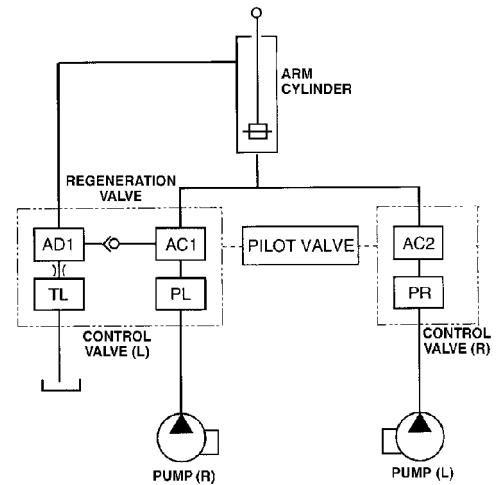 ARM
CYLINDER
REGENERATION
VALVE
AD1
AC1
PILOT VALVE
AC2
TL
PL
PR
CONTROL
VALVE (L)
CONTROL
VALVE (R)
PUMP (R)
PUMP (L)